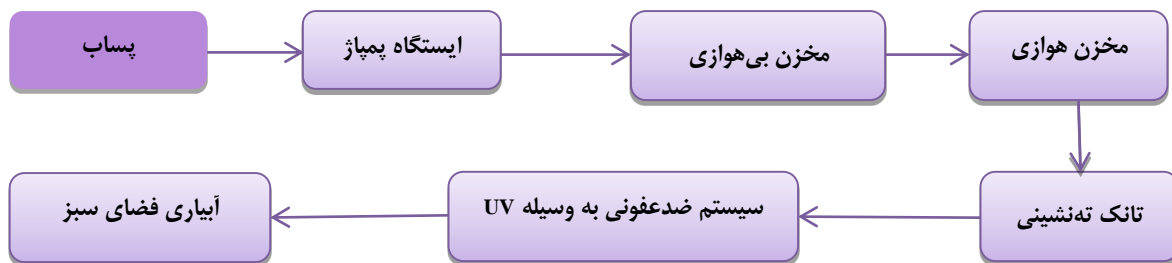 پساب
ایستگاه پمپاژ
مخزن بی‌هوازی
مخزن هوازی
تانک ته‌نشینی
سیستم ضدعفونی به وسیله UV
آبیاری فضای سبز